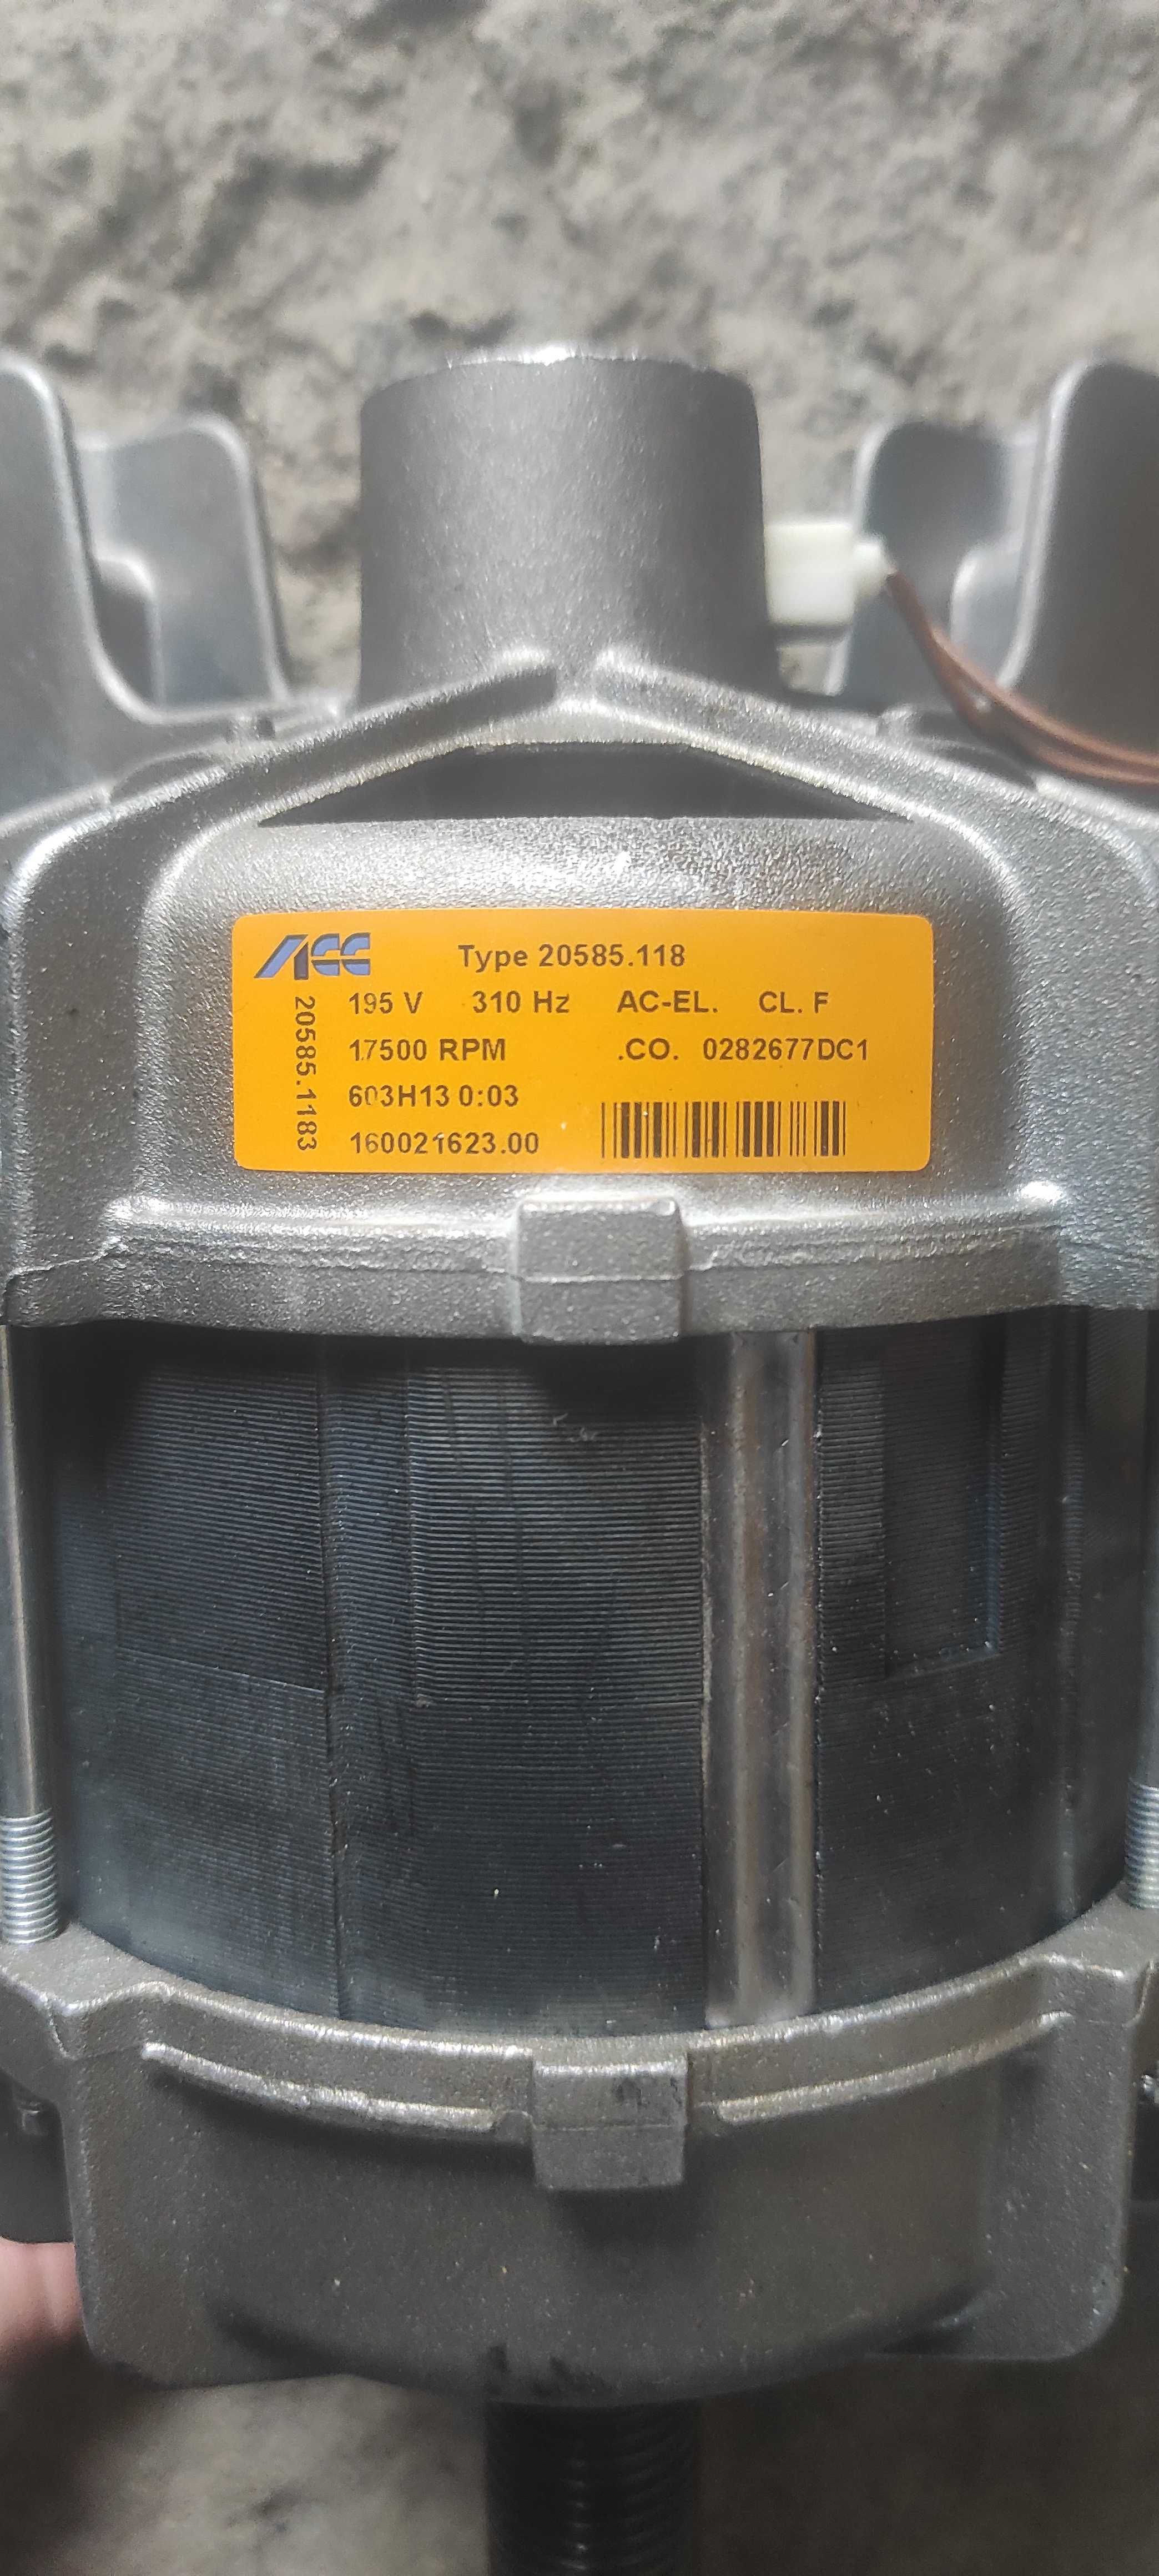 ACC Type 20585.118
195 V 310 Hz AC-EL. CL. F
17500 RPM .CO. 0282677DC1
603H13 0:03
160021623.00
20585.1183